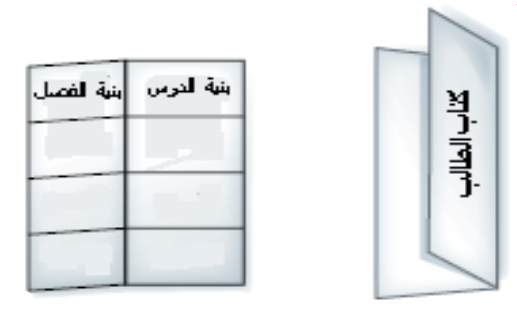 بنية الدرس
بنية الفصل
كتاب الطالب